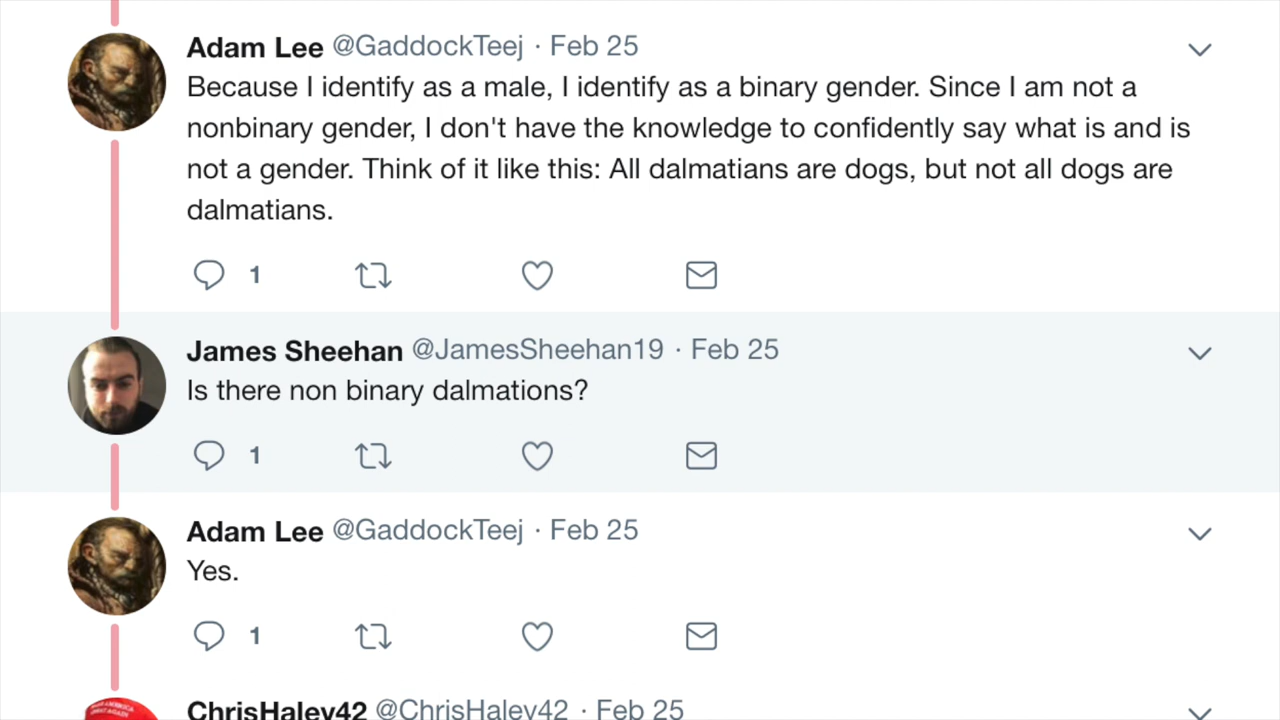 Adam Lee @GaddockTeej · Feb 25
Because I identify as a male, I identify as a binary gender. Since I am not a
nonbinary gender, I don't have the knowledge to confidently say what is and is
not a gender. Think of it like this: All dalmatians are dogs, but not all dogs are
dalmatians.
1
James Sheehan @JamesSheehan19 · Feb 25
Is there non binary dalmations?
1
Adam Lee @GaddockTeej · Feb 25
Yes.
1
ChrisHaley42 @ChrisHaley42 · Feb 25